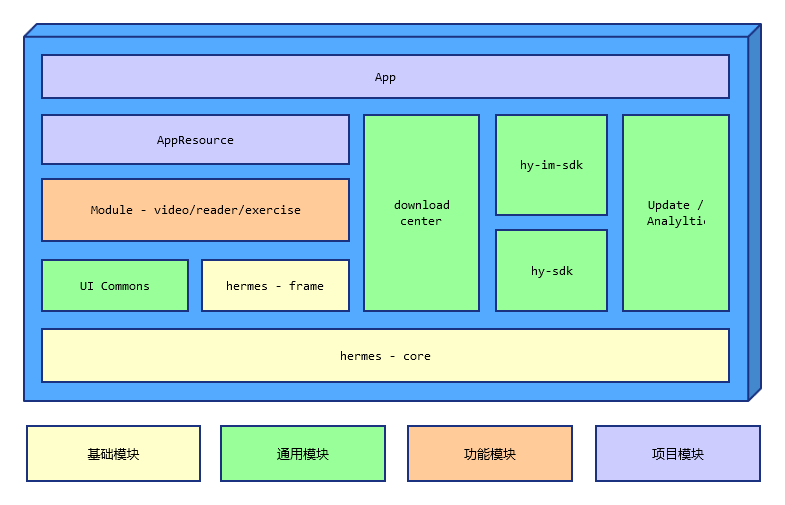 App
AppResource
hy-im-sdk
download
center
Update /
Module - video/reader/exercise
hy-sdk
UI Commons
hermes - frame
hermes - core
基础模块
通用模块
功能模块
项目模块